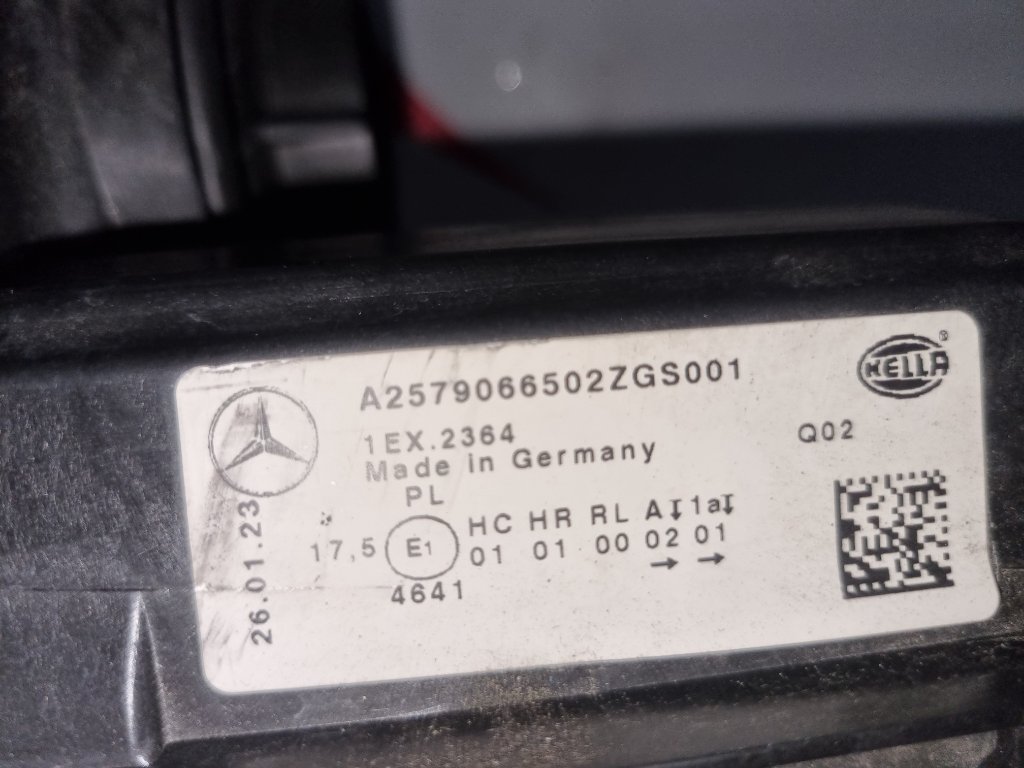 A2579066502ZGS001
HELLA®
1EX.2364
Q02
Made in Germany
PL
HC HR RL A↧ 1a↧
17,5 E1 01 01 00 02 01
→ →
4641
26.01.23